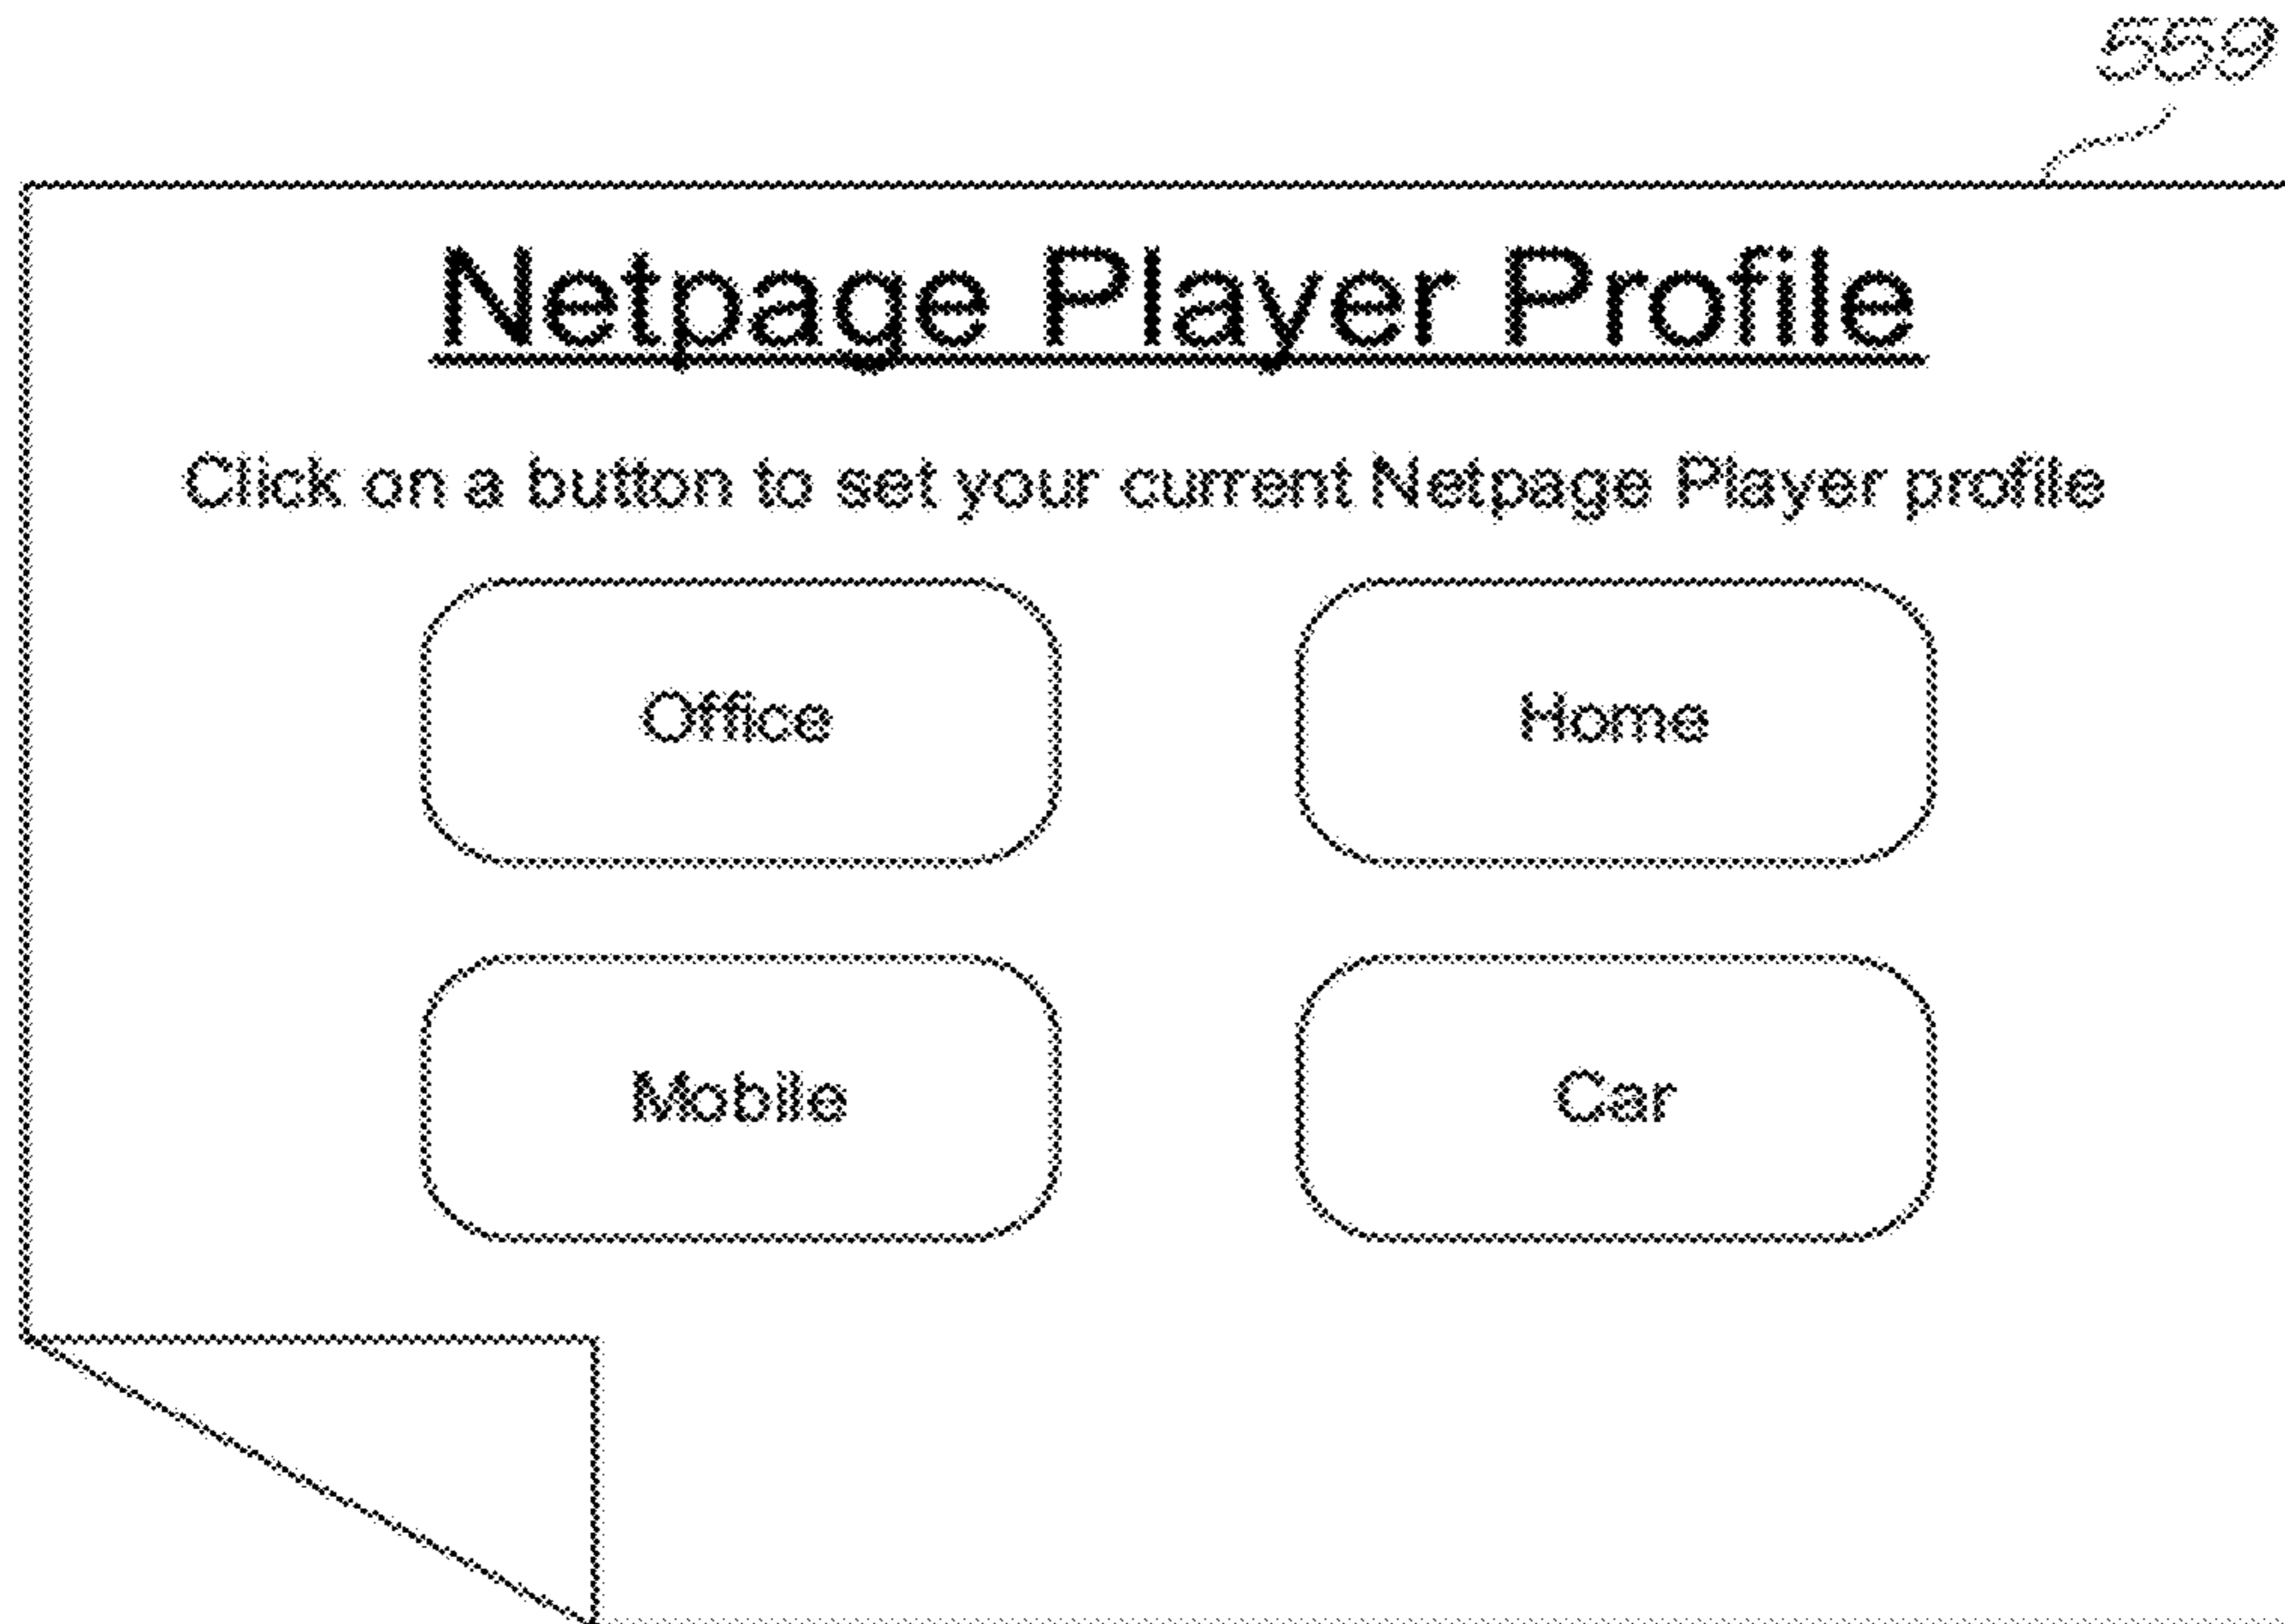 559
Netpage Player Profile
Click on a button to set your current Netpage Player profile
Office Home
Mobile Car